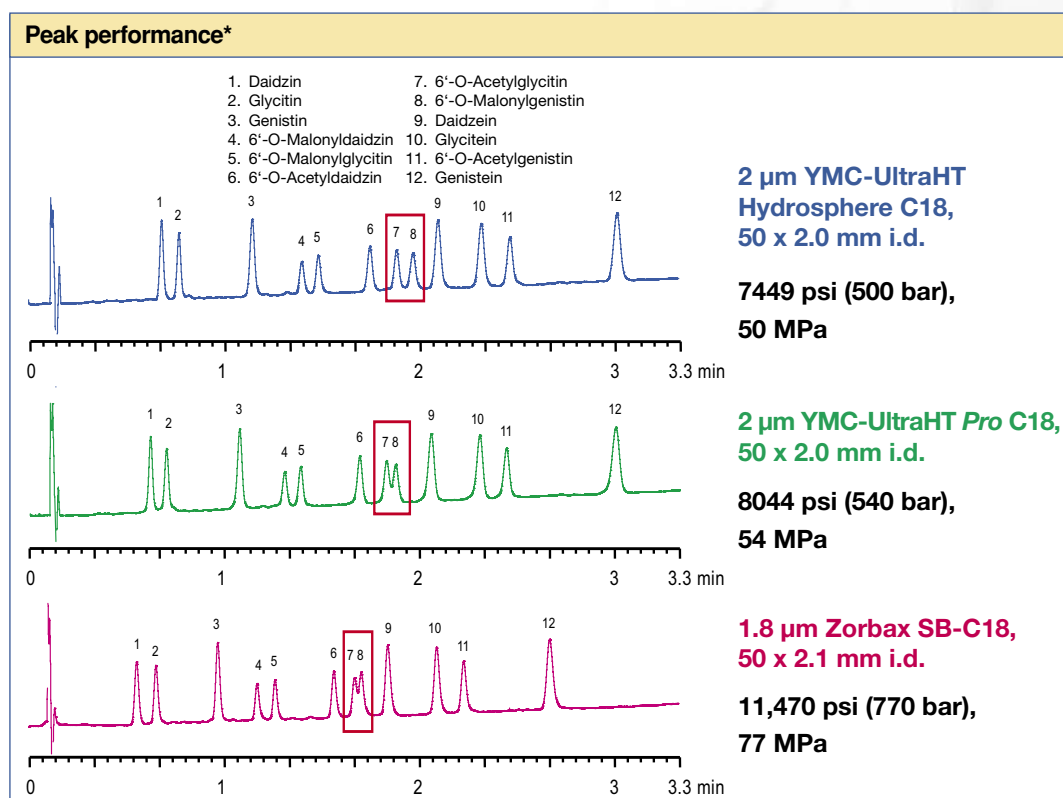 Peak performance*
1. Daidzin
2. Glycitin
3. Genistin
4. 6‘-O-Malonyldaidzin
5. 6‘-O-Malonylglycitin
6. 6‘-O-Acetyldaidzin
7. 6‘-O-Acetylglycitin
8. 6‘-O-Malonylgenistin
9. Daidzein
10. Glycitein
11. 6‘-O-Acetylgenistin
12. Genistein
1 2 3 4 5 6 7 8 9 10 11 12
0 1 2 3 3.3 min
2 µm YMC-UltraHT
Hydrosphere C18,
50 x 2.0 mm i.d.
7449 psi (500 bar),
50 MPa
1 2 3 4 5 6 7 8 9 10 11 12
0 1 2 3 3.3 min
2 µm YMC-UltraHT Pro C18,
50 x 2.0 mm i.d.
8044 psi (540 bar),
54 MPa
1 2 3 4 5 6 7 8 9 10 11 12
0 1 2 3 3.3 min
1.8 µm Zorbax SB-C18,
50 x 2.1 mm i.d.
11,470 psi (770 bar),
77 MPa